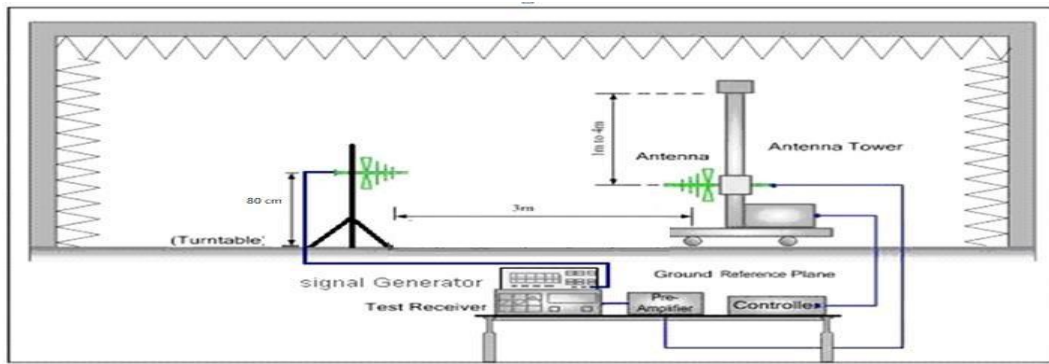 1m to 4m
Antenna
Antenna Tower
80 cm
3m
(Turntable)
signal Generator
Ground Reference Plane
Test Receiver
Pre-
Amplifier
Controller